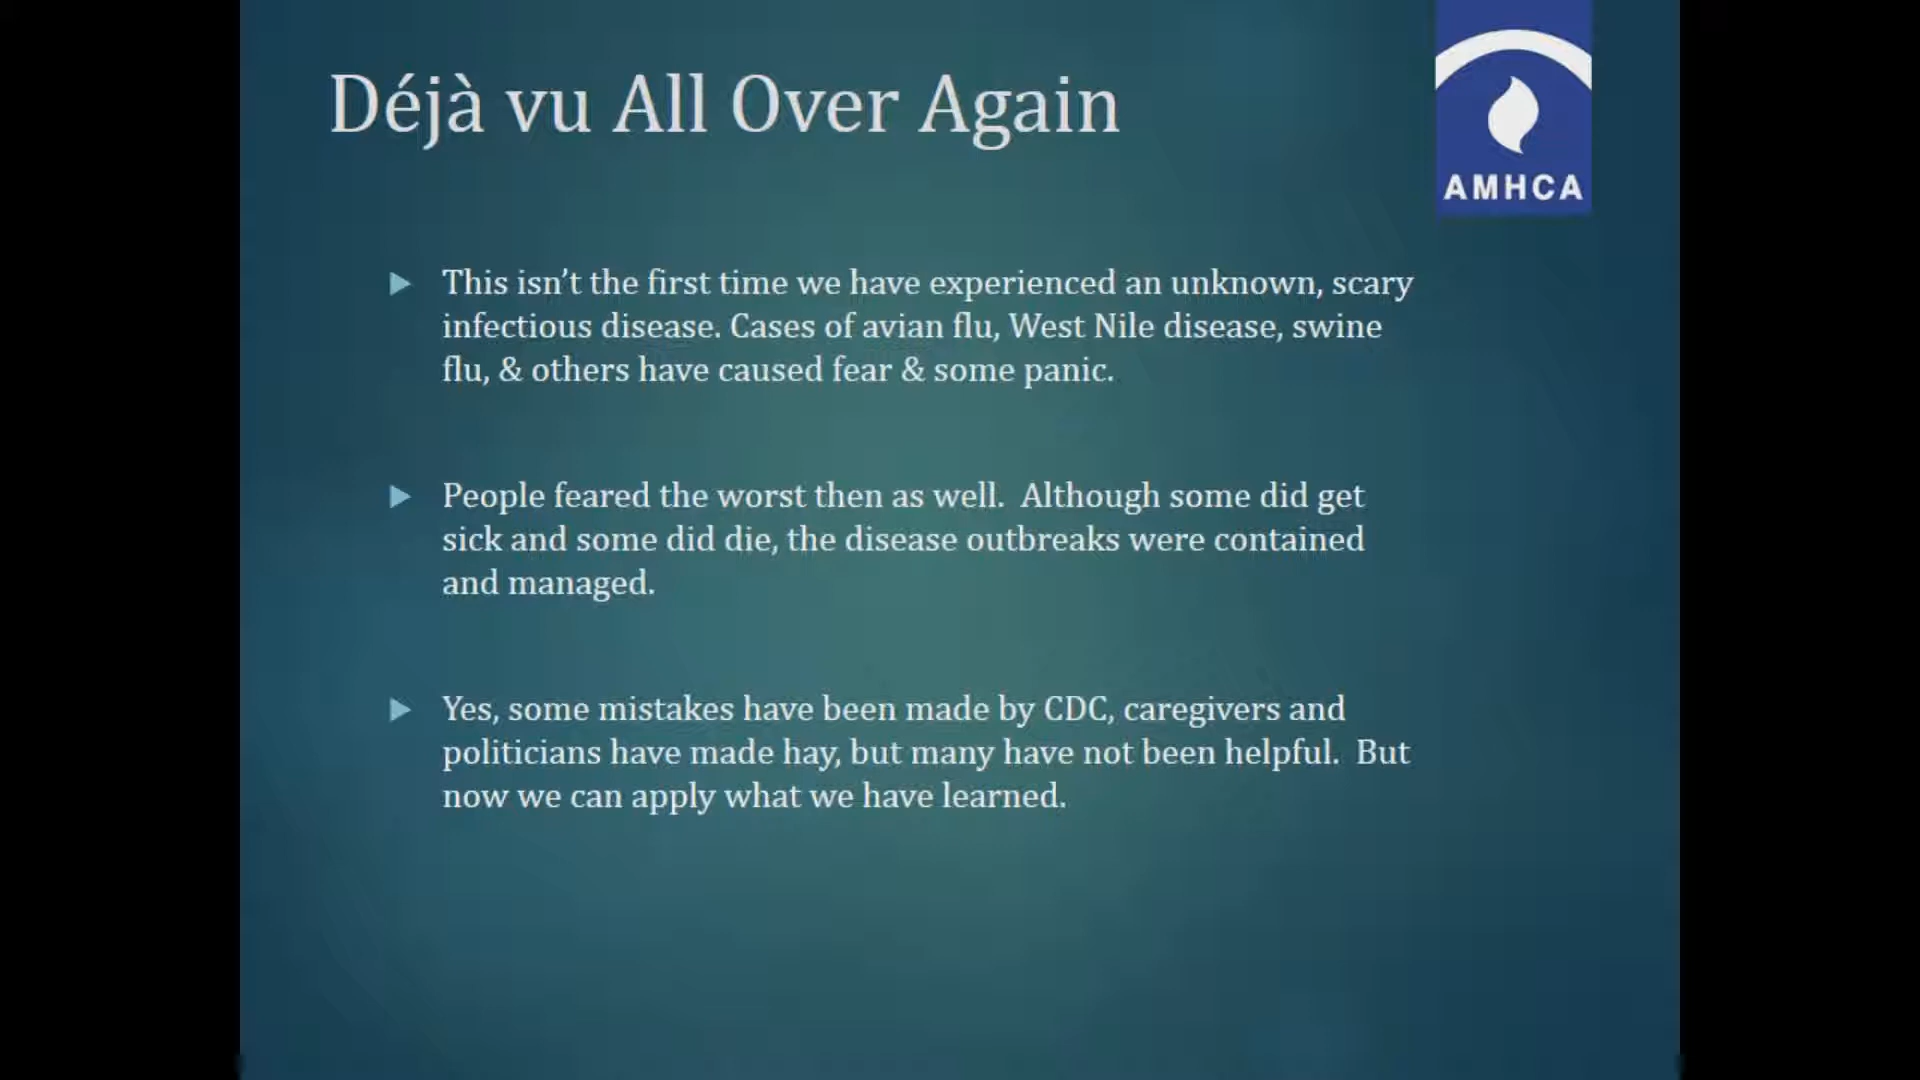 Déjà vu All Over Again
AMHCA
This isn’t the first time we have experienced an unknown, scary
infectious disease. Cases of avian flu, West Nile disease, swine
flu, & others have caused fear & some panic.
People feared the worst then as well.  Although some did get
sick and some did die, the disease outbreaks were contained
and managed.
Yes, some mistakes have been made by CDC, caregivers and
politicians have made hay, but many have not been helpful.  But
now we can apply what we have learned.